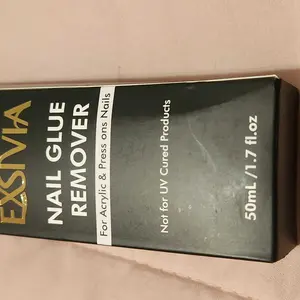 EXSIVIA
NAIL GLUE
REMOVER
For Acrylic & Press ons Nails
Not for UV Cured Products
50mL/1.7 fl.oz